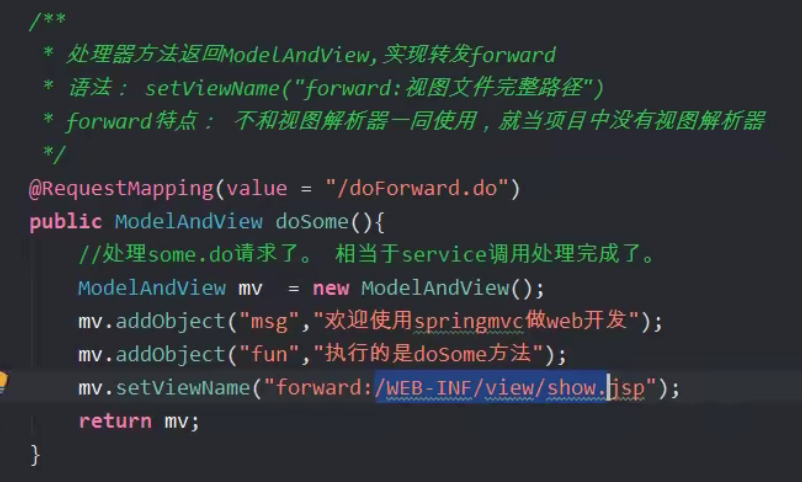 /**
 * 处理器方法返回ModelAndView,实现转发forward
 * 语法： setViewName("forward:视图文件完整路径")
 * forward特点： 不和视图解析器一同使用，就当项目中没有视图解析器
 */
@RequestMapping(value = "/doForward.do")
public ModelAndView doSome(){
    //处理some.do请求了。 相当于service调用处理完成了。
    ModelAndView mv  = new ModelAndView();
    mv.addObject("msg","欢迎使用springmvc做web开发");
    mv.addObject("fun","执行的是doSome方法");
    mv.setViewName("forward:/WEB-INF/view/show.jsp");
    return mv;
}